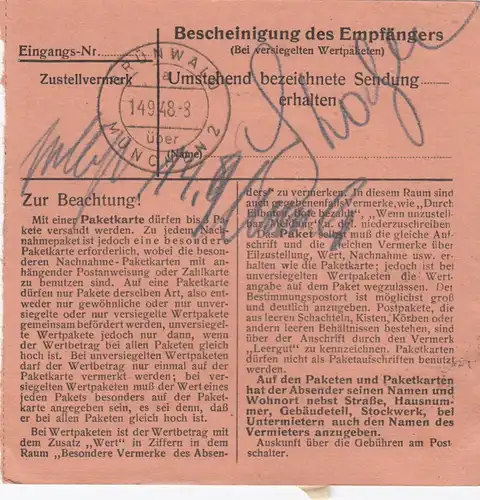 Bescheinigung des Empfängers
Eingangs-Nr.
(Bei versiegelten Wertpaketen)
Zustellvermerk
Umstehend bezeichnete Sendung
erhalten
(Name)
GRÜNWALD
a
14.9.48.-8
über
MÜNCHEN 2
Zur Beachtung!
Mit einer Paketkarte dürfen bis 3 Pa-
kete versandt werden. Zu jedem Nach-
nahmepaket ist jedoch eine besondere
Paketkarte erforderlich, wobei die beson-
deren Nachnahme-Paketkarten mit an-
hängender Postanweisung oder Zahlkarte
zu benutzen sind. Auf eine Paketkarte
dürfen nur Pakete derselben Art, also ent-
weder nur gewöhnliche oder nur unver-
siegelte oder nur versiegelte Wertpakete
gemeinsam befördert werden, unversiegel-
te Wertpakete jedoch nur dann, wenn
der Wertbetrag bei allen Paketen gleich
hoch ist. Bei unversiegelten Wertpaketen
darf der Wertbetrag nur einmal auf der
Paketkarte vermerkt werden; bei ver-
siegelten Wertpaketen muß der Wert eines
jeden Pakets besonders auf der Paket-
karte angegeben sein, es sei denn, daß
er bei allen Paketen gleich hoch ist.
Bei Wertpaketen ist der Wertbetrag mit
dem Zusatz „Wert" in Ziffern in dem
Raum „Besondere Vermerke des Absen-
ders" zu vermerken. In diesem Raum sind
auch gegebenenfalls Vermerke, wie „Durch
Eilboten, Bote bezahlt", „Wenn unzustell-
bar, Meldung" u. dgl. niederzuschreiben
Das Paket selbst muß die gleiche An-
schrift und die gleichen Vermerke über
Eilzustellung, Wert, Nachnahme usw. er-
halten wie die Paketkarte; jedoch ist bei
unversiegelten Wertpaketen die Wert-
angabe auf dem Paket wegzulassen. Der
Bestimmungspostort ist möglichst groß
und deutlich anzugeben. Postpakete, die
aus leeren Schachteln, Kisten, Körben oder
andern leeren Behältnissen bestehen, sind
über der Anschrift durch den Vermerk
„Leergut" zu kennzeichnen. Paketkarten
dürfen nicht als Paketaufschriften benutzt
werden.
Auf den Paketen und Paketkarten
hat der Absender seinen Namen und
Wohnort nebst Straße, Hausnum-
mer, Gebäudeteil, Stockwerk, bei
Untermietern auch den Namen des
Vermieters anzugeben.
Auskunft über die Gebühren am Post-
schalter.